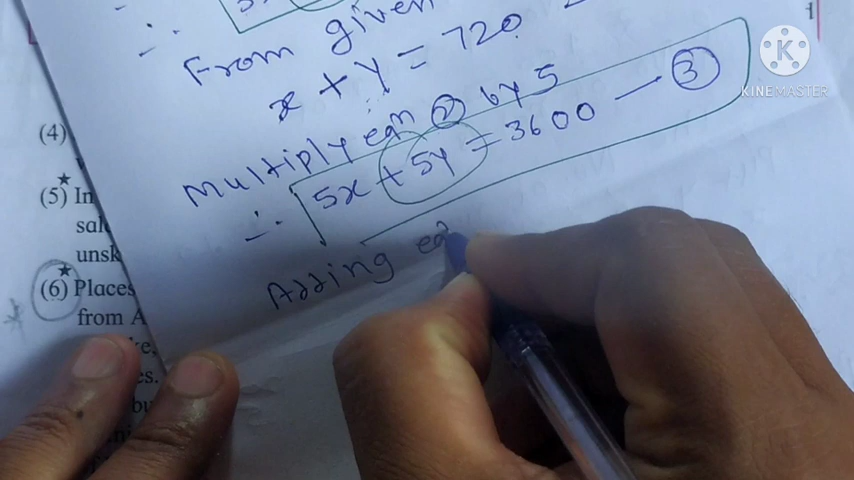 From given
x + y = 720
Multiply eqn ② by 5
∴ 5x + 5y = 3600 — ③
Adding eq
(4)
(5) In
sal
unsk
(6) Places
from A
KINEMASTER